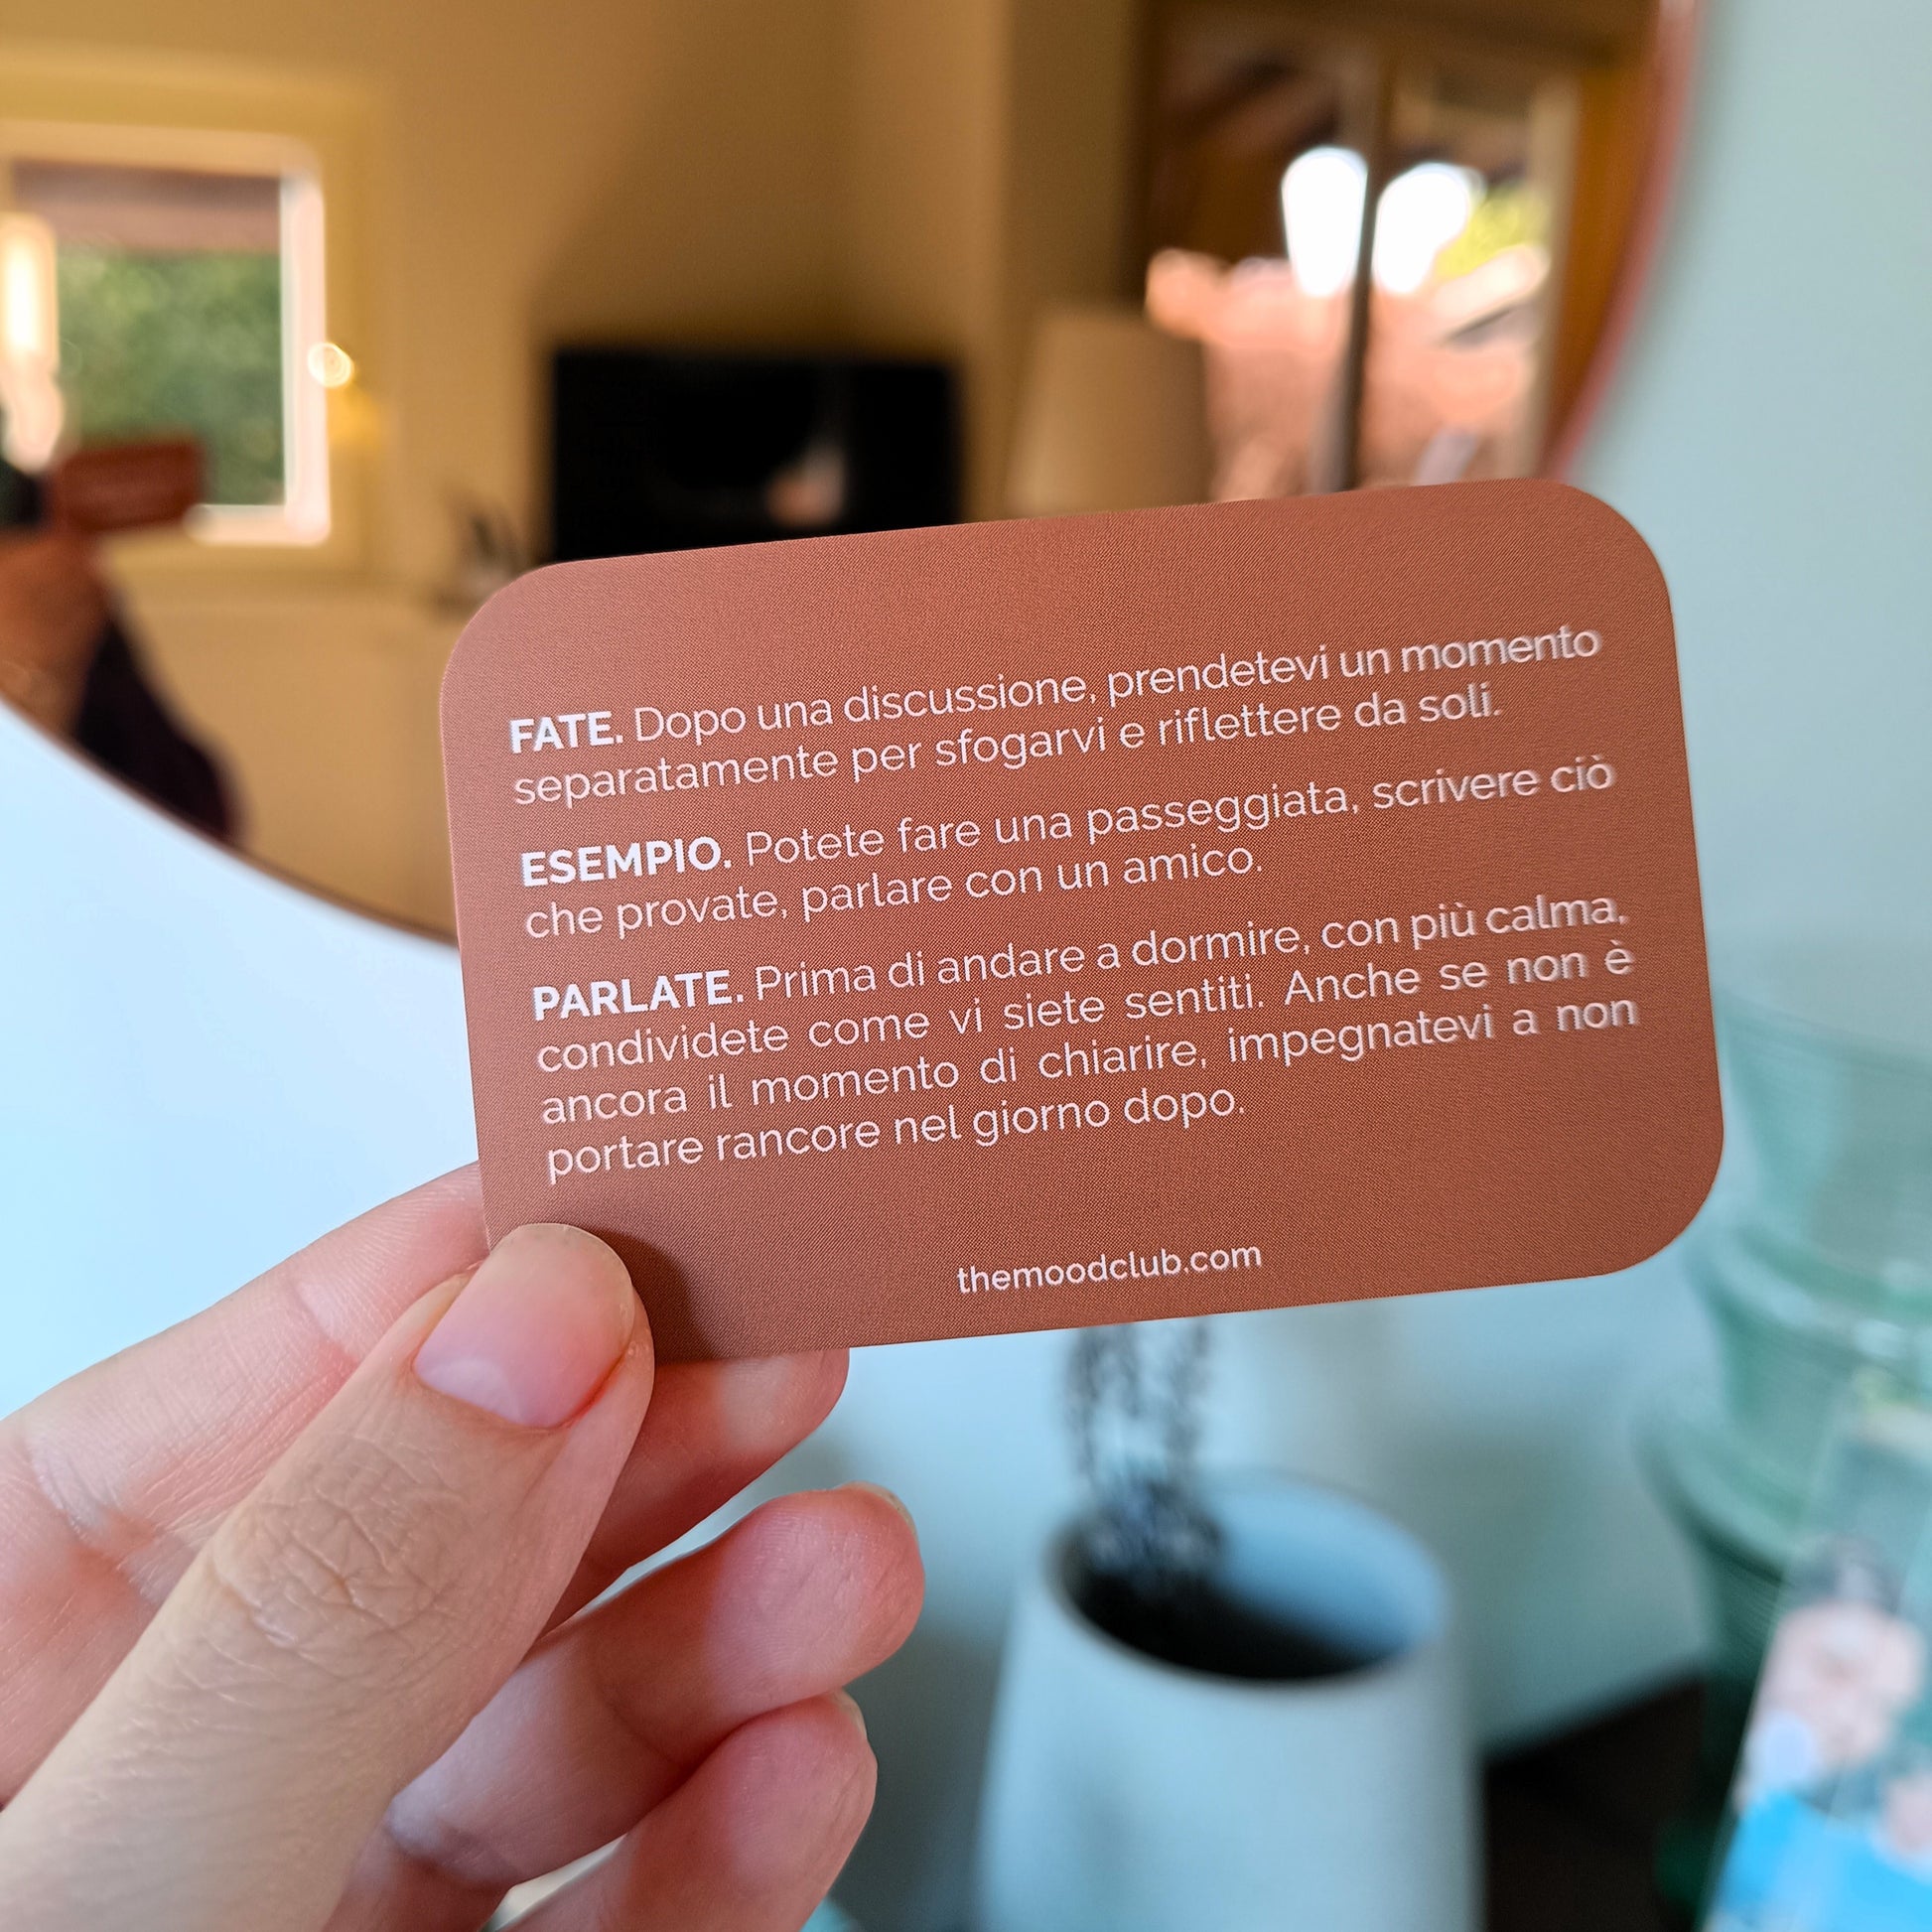 FATE. Dopo una discussione, prendetevi un momento
separatamente per sfogarvi e riflettere da soli.
ESEMPIO. Potete fare una passeggiata, scrivere ciò
che provate, parlare con un amico.
PARLATE. Prima di andare a dormire, con più calma,
condividete come vi siete sentiti. Anche se non è
ancora il momento di chiarire, impegnatevi a non
portare rancore nel giorno dopo.
themoodclub.com